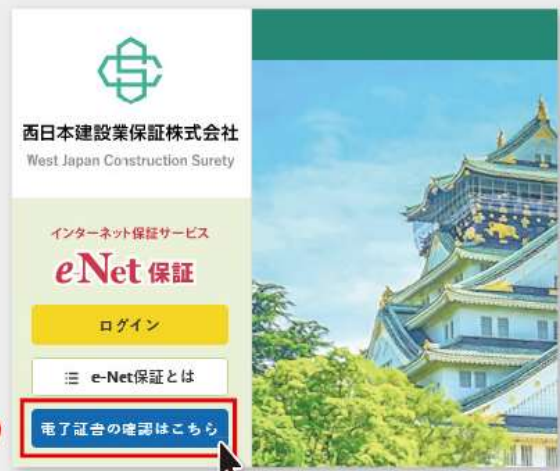 西日本建設業保証株式会社
West Japan Construction Surety
インターネット保証サービス
e-Net 保証
ログイン
e-Net保証とは
電子証書の確認はこちら